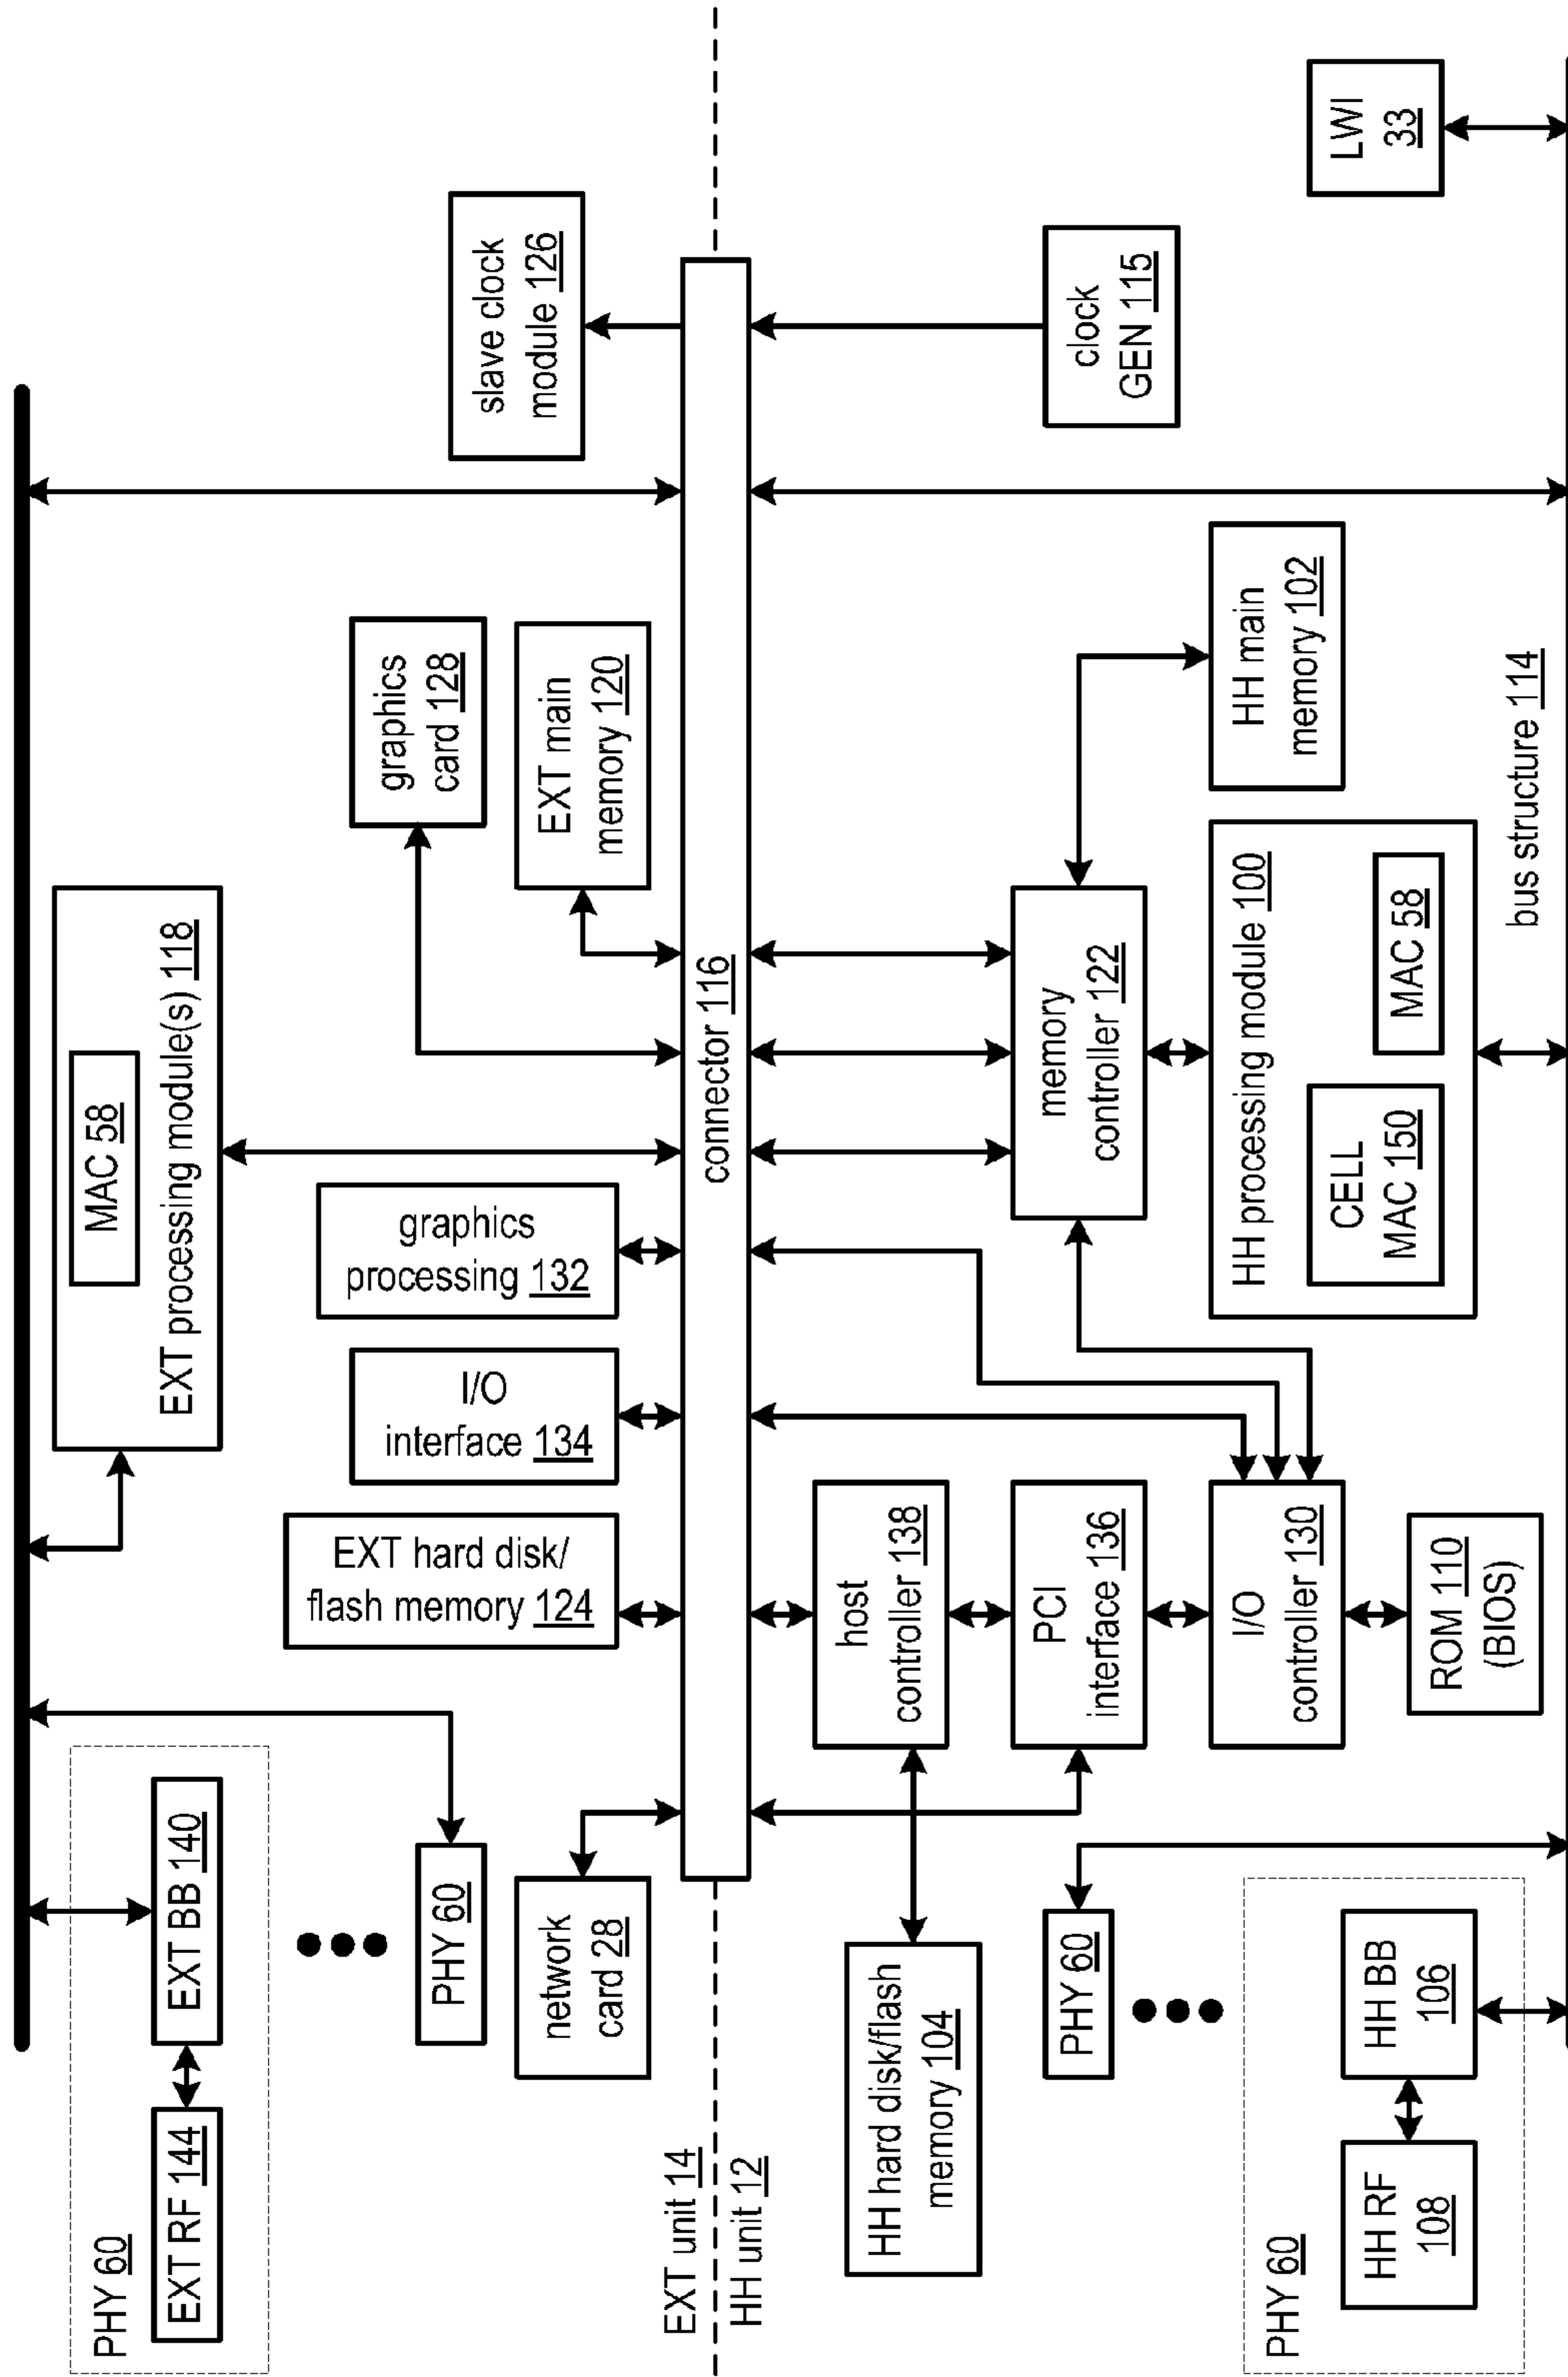 PHY 60
EXT RF 144
EXT BB 140
MAC 58
EXT processing module(s) 118
PHY 60
network
card 28
EXT hard disk/
flash memory 124
I/O
interface 134
graphics
processing 132
graphics
card 128
EXT main
memory 120
slave clock
module 126
EXT unit 14
HH unit 12
connector 116
HH hard disk/flash
memory 104
host
controller 138
PCI
interface 136
I/O
controller 130
ROM 110
(BIOS)
memory
controller 122
HH processing module 100
CELL
MAC 150
MAC 58
HH main
memory 102
clock
GEN 115
LWI
33
PHY 60
PHY 60
HH RF
108
HH BB
106
bus structure 114